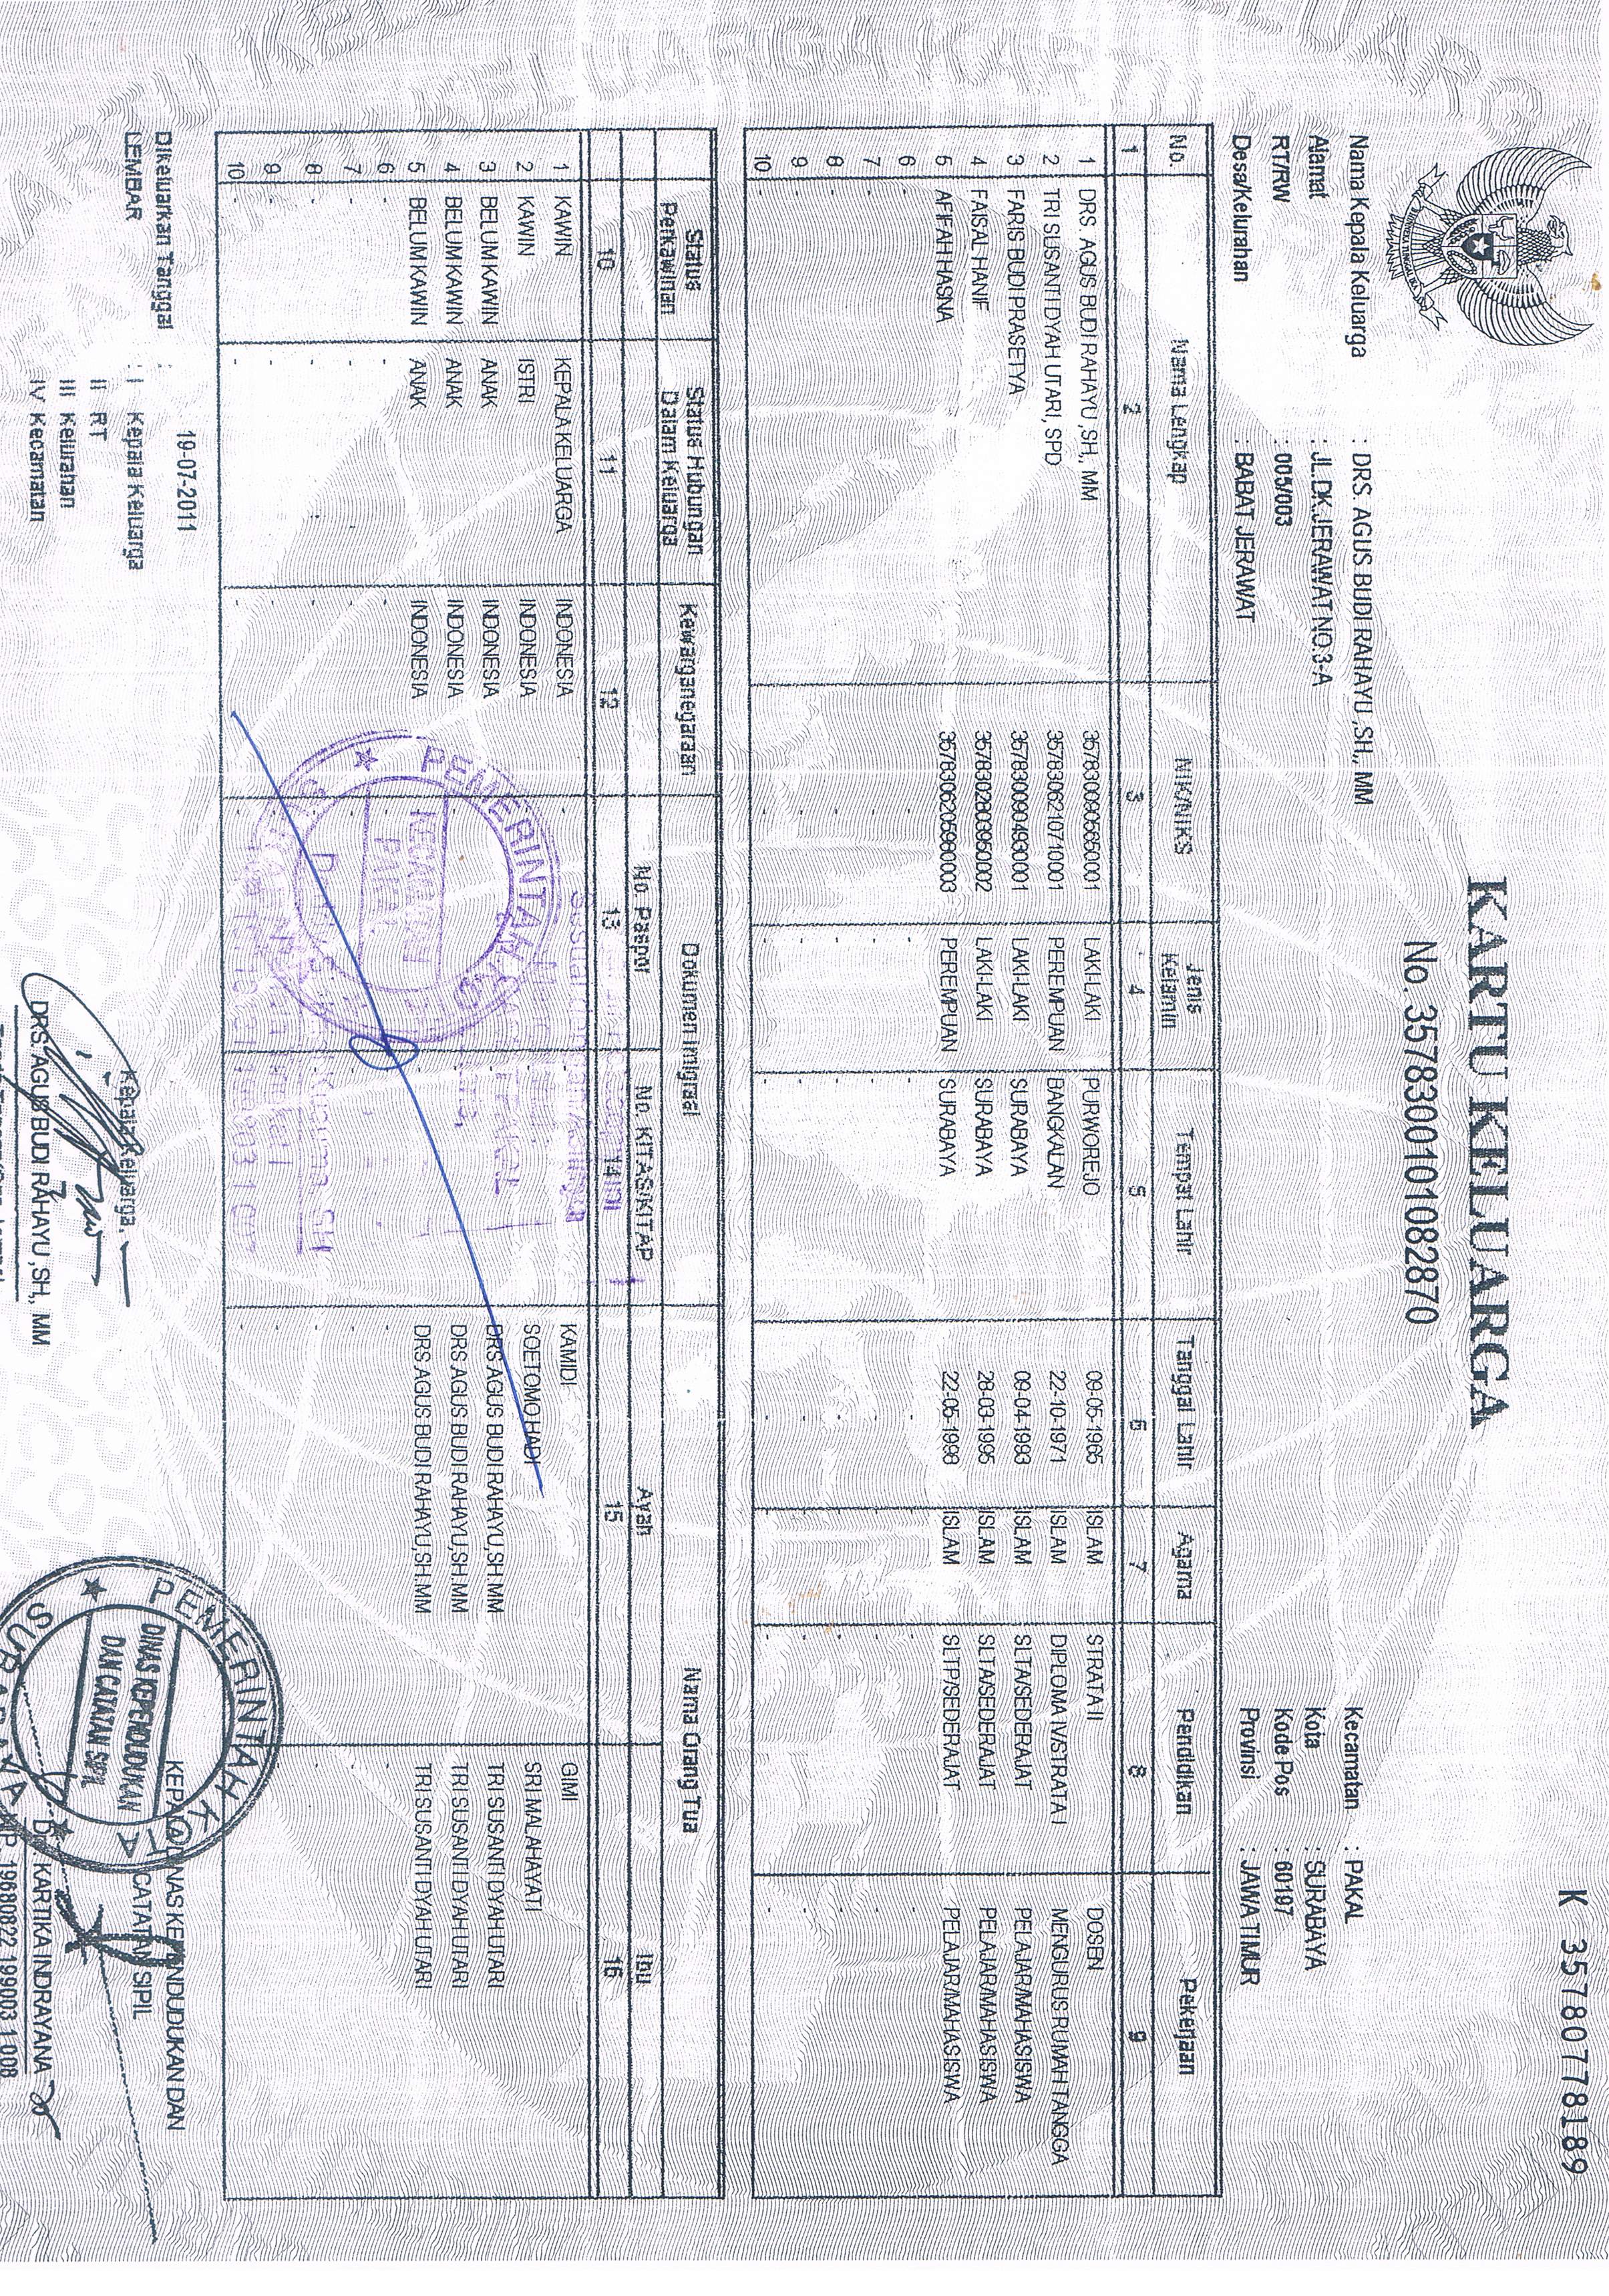 K 3578077818​9
KARTU KELUARGA
No. 3578300101082870
Nama Kepala Keluarga : DRS. AGUS BUDI RAHAYU ,SH,, MM
Alamat : JL.DK.JERAWAT NO.3-A
RT/RW : 005/003
Desa/Kelurahan : BABAT JERAWAT
Kecamatan : PAKAL
Kota : SURABAYA
Kode Pos : 60197
Provinsi : JAWA TIMUR
No. Nama Lengkap NIK/NIKS Jenis Kelamin Tempat Lahir Tanggal Lahir Agama Pendidikan Pekerjaan
1 2 3 4 5 6 7 8 9
1 DRS. AGUS BUDI RAHAYU ,SH,, MM 3578300905650001 LAKI-LAKI PURWOREJO 09-05-1965 ISLAM STRATA II DOSEN
2 TRI SUSANTI DYAH UTARI, SPD 3578306210710001 PEREMPUAN BANGKALAN 22-10-1971 ISLAM DIPLOMA IV/STRATA I MENGURUS RUMAH TANGGA
3 FARIS BUDI PRASETYA 3578300904930001 LAKI-LAKI SURABAYA 09-04-1993 ISLAM SLTA/SEDERAJAT PELAJAR/MAHASISWA
4 FAISAL HANIF 3578302803950002 LAKI-LAKI SURABAYA 28-03-1995 ISLAM SLTA/SEDERAJAT PELAJAR/MAHASISWA
5 AFIFAH HASNA PEREMPUAN SURABAYA ISLAM SLTP/SEDERAJAT PELAJAR/MAHASISWA
6 - - - - - - - -
7 - - - - - - - -
8 - - - - - - - -
9 - - - - - - - -
10 - - - - - - - -
Status Perkawinan Status Hubungan Dalam Keluarga Kewarganegaraan Dokumen Imigrasi Nama Orang Tua
No. Paspor No. KITAS/KITAP Ayah Ibu
10 11 12 13 14 15 16
1 KAWIN KEPALA KELUARGA INDONESIA - - KAMIDI GIMI
2 KAWIN ISTRI INDONESIA - - SOETOMO HADI SRI MALAHAYATI
3 BELUM KAWIN ANAK INDONESIA - - DRS AGUS BUDI RAHAYU,SH.MM TRI SUSANTI DYAH UTARI
4 BELUM KAWIN ANAK INDONESIA - - DRS AGUS BUDI RAHAYU,SH.MM TRI SUSANTI DYAH UTARI
5 BELUM KAWIN ANAK INDONESIA - - DRS AGUS BUDI RAHAYU,SH.MM TRI SUSANTI DYAH UTARI
6 - - - - - - -
7 - - - - - - -
8 - - - - - - -
9 - - - - - - -
10 - - - - - - -
PEMERINTAH
Dikeluarkan Tanggal : 19-07-2011
LEMBAR : I Kepala Keluarga
II RT
III Kelurahan
IV Kecamatan
Kepala Keluarga,
DRS. AGUS BUDI RAHAYU ,SH,, MM
KEPALA DINAS KEPENDUDUKAN DAN
CATATAN SIPIL
PEMERINTAH KOTA
DINAS KEPENDUDUKAN
DAN CATATAN SIPIL
SURABAYA
KARTIKA INDRAYANA
19680822 199003 1 008